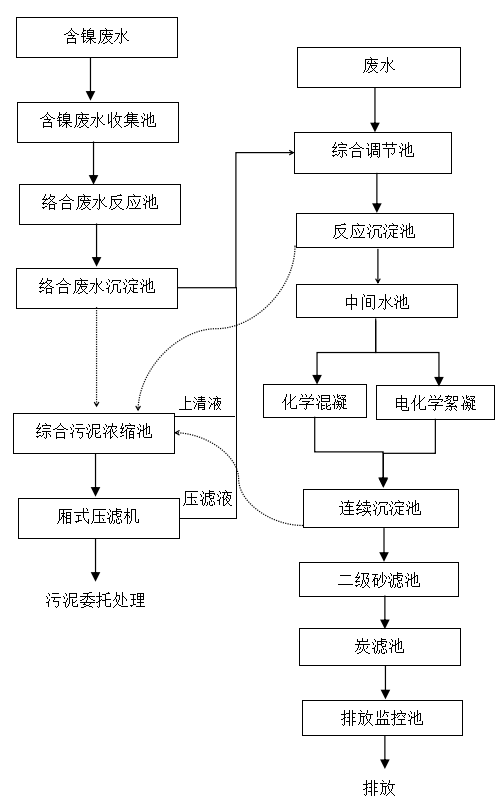 含镍废水
含镍废水收集池
络合废水反应池
络合废水沉淀池
上清液
综合污泥浓缩池
压滤液
厢式压滤机
污泥委托处理
废水
综合调节池
反应沉淀池
中间水池
化学混凝
电化学絮凝
连续沉淀池
二级砂滤池
炭滤池
排放监控池
排放